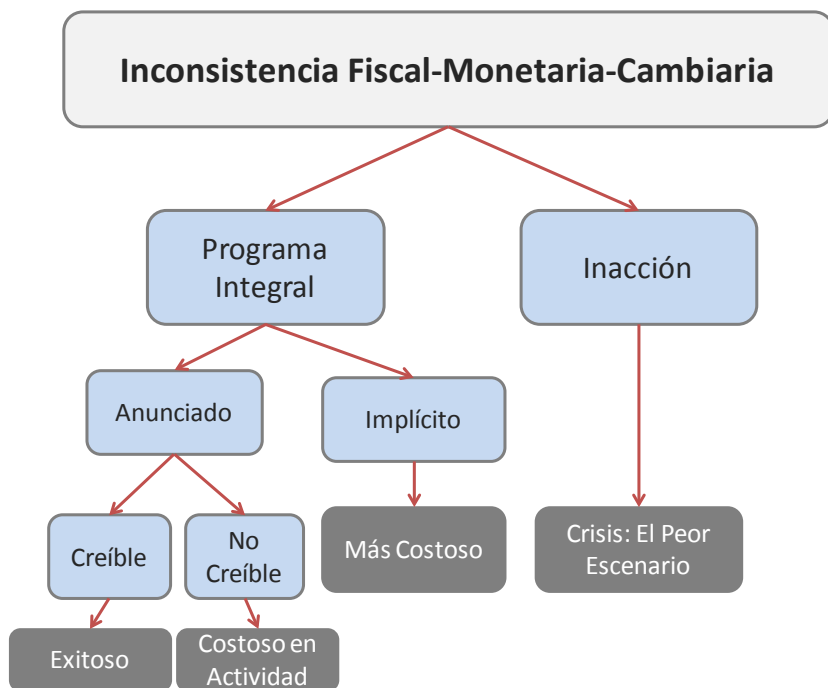 Inconsistencia Fiscal-Monetaria-Cambiaria
Programa
Integral
Inacción
Anunciado
Implícito
Creíble
No
Creíble
Más Costoso
Crisis: El Peor
Escenario
Exitoso
Costoso en
Actividad